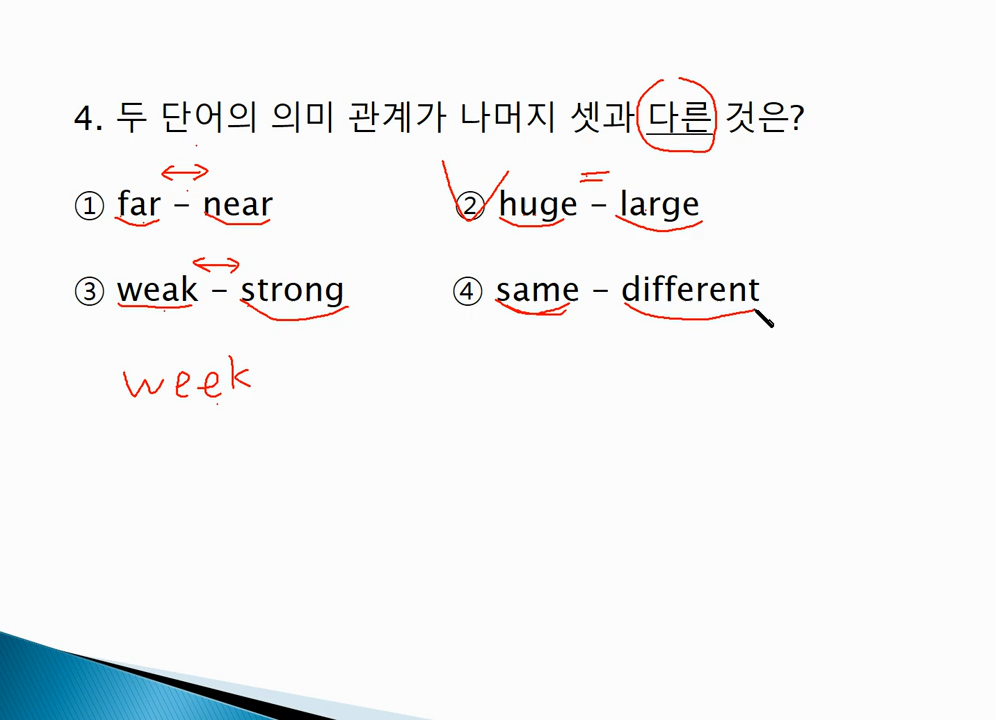 4. 두 단어의 의미 관계가 나머지 셋과 다른 것은?
① far – near ② huge – large
③ weak – strong ④ same – different
week